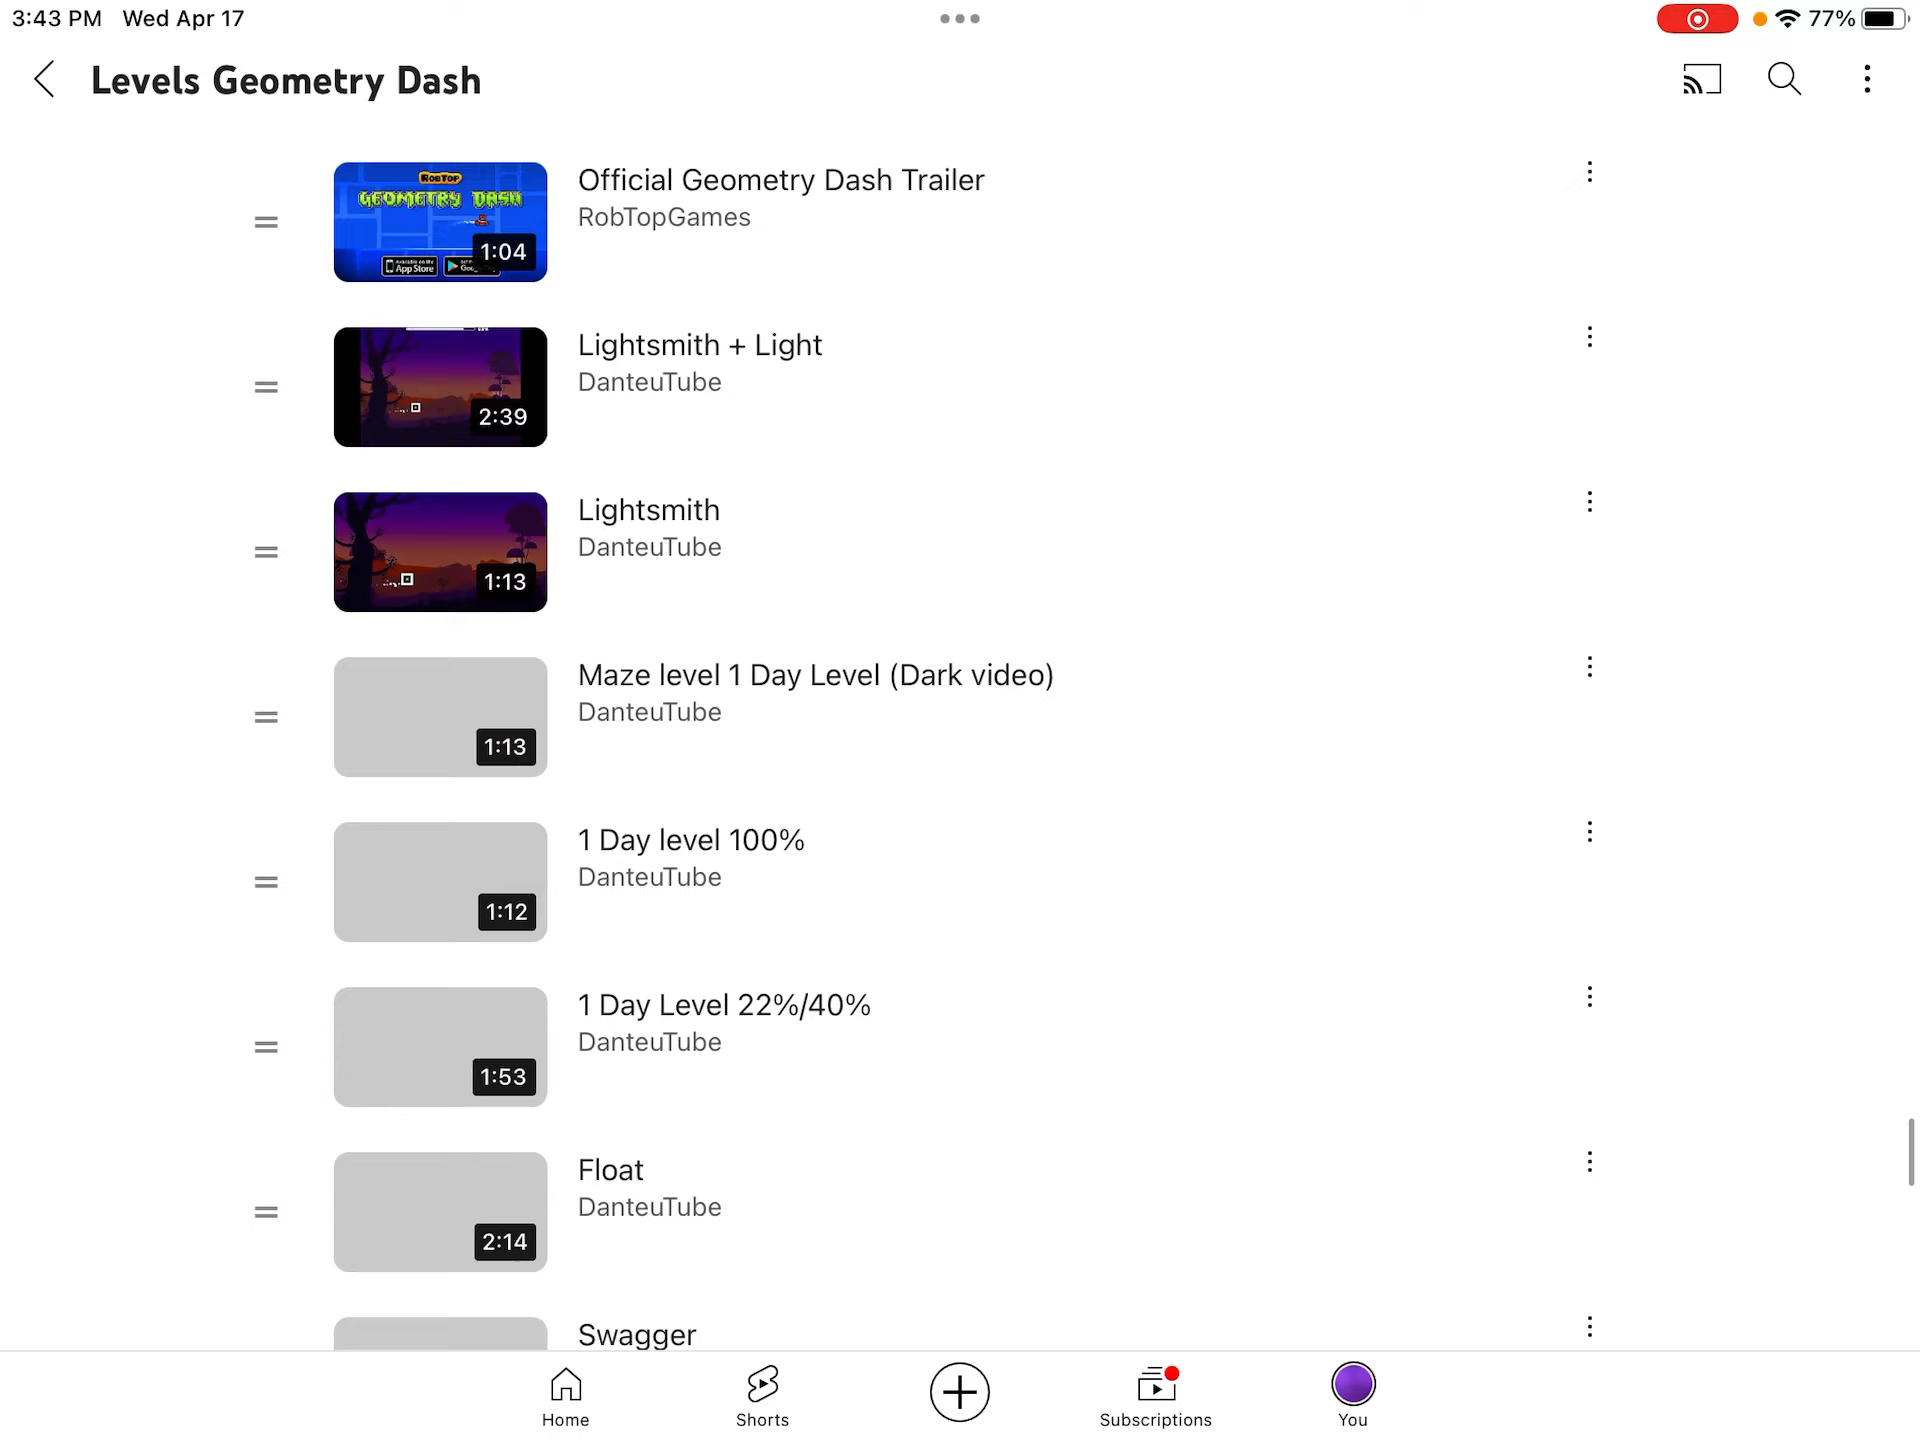 3:43 PM Wed Apr 17
77%
Levels Geometry Dash
ROBTOP
GEOMETRY DASH
App Store
1:04
Official Geometry Dash Trailer
RobTopGames
2:39
Lightsmith + Light
DanteuTube
1:13
Lightsmith
DanteuTube
1:13
Maze level 1 Day Level (Dark video)
DanteuTube
1:12
1 Day level 100%
DanteuTube
1:53
1 Day Level 22%/40%
DanteuTube
2:14
Float
DanteuTube
Swagger
Home
Shorts
Subscriptions
You